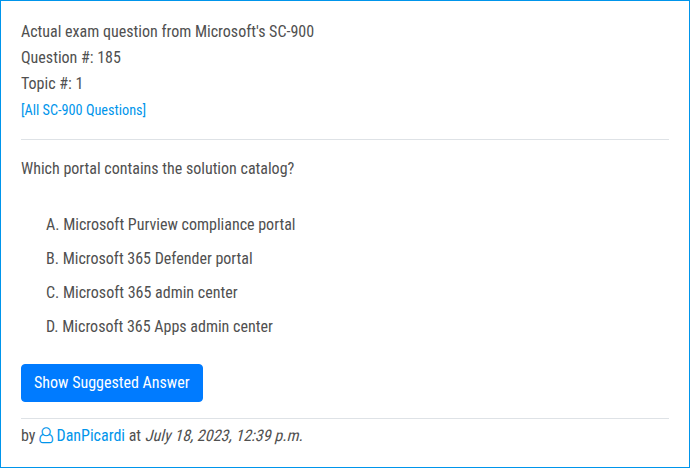 Actual exam question from Microsoft's SC-900
Question #: 185
Topic #: 1
[All SC-900 Questions]
Which portal contains the solution catalog?
A. Microsoft Purview compliance portal
B. Microsoft 365 Defender portal
C. Microsoft 365 admin center
D. Microsoft 365 Apps admin center
Show Suggested Answer
by DanPicardi at July 18, 2023, 12:39 p.m.